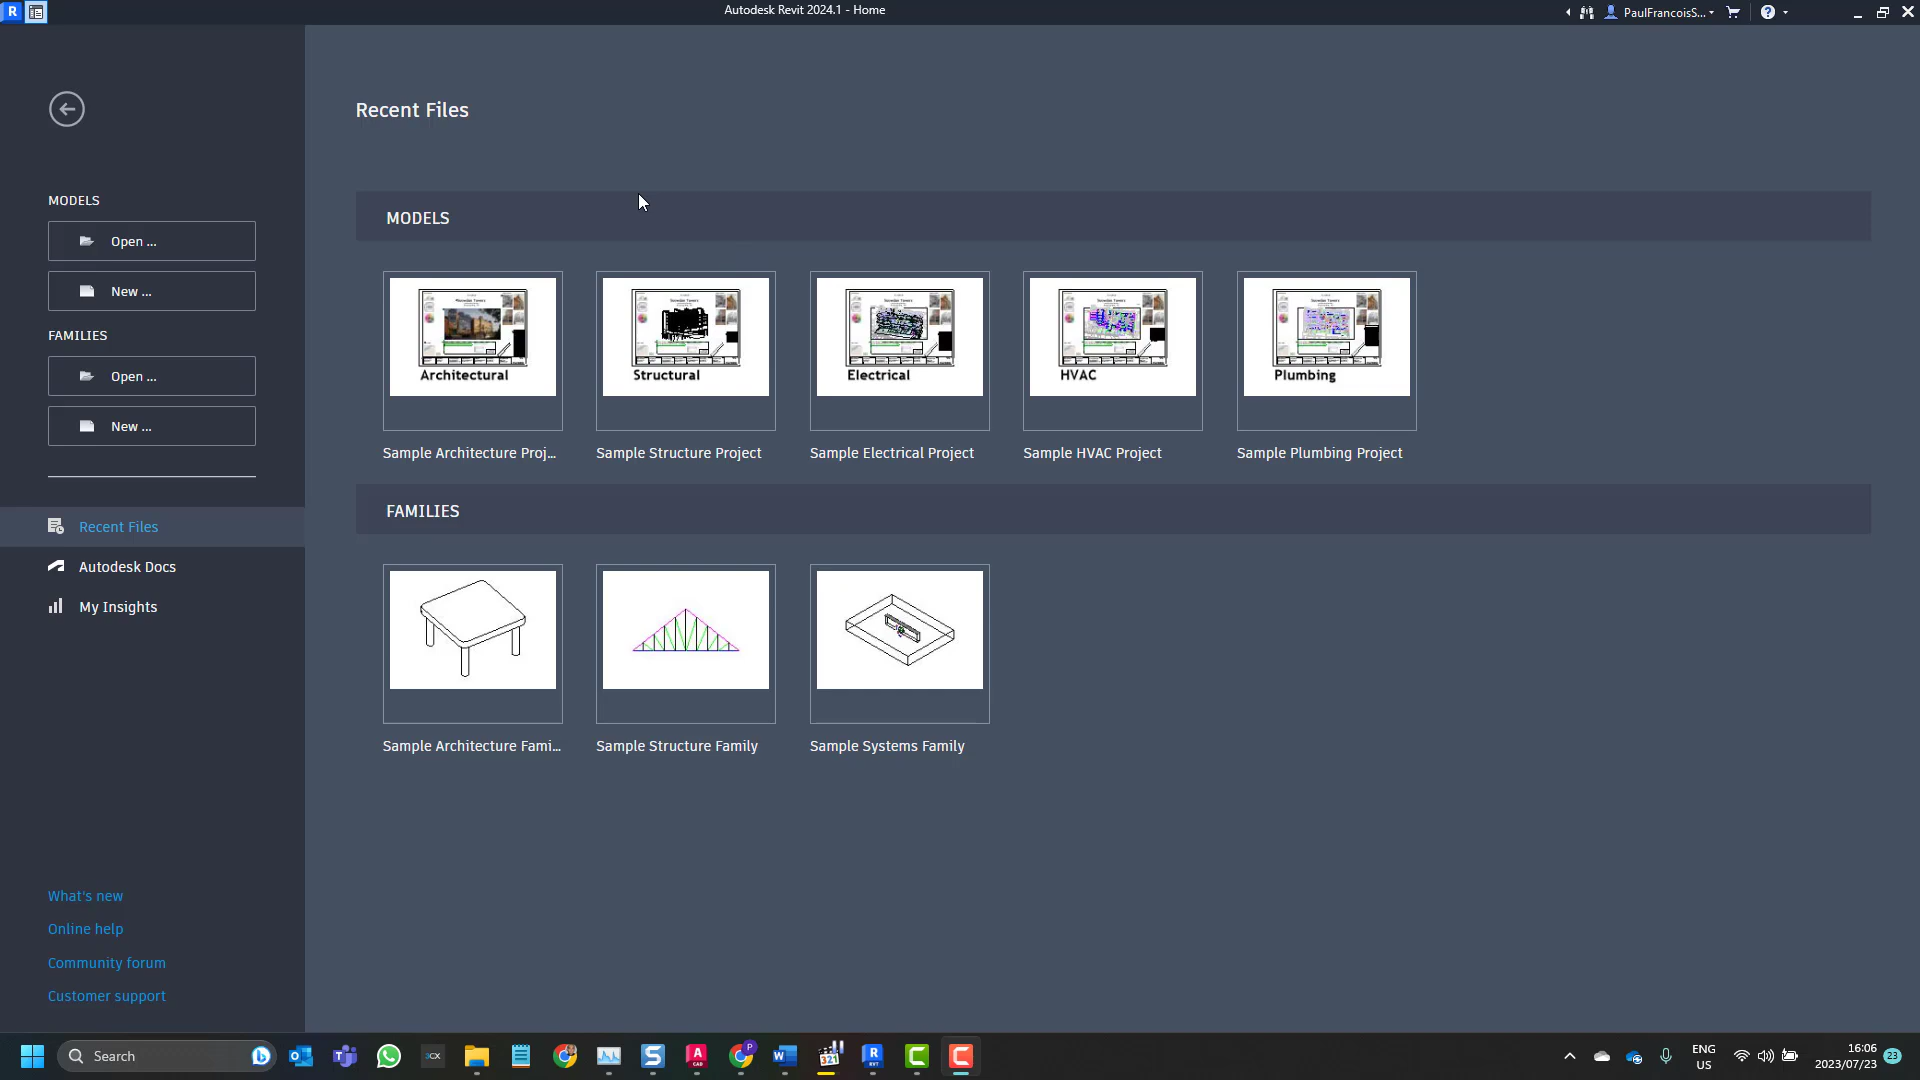 R
Autodesk Revit 2024.1 - Home
PaulFrancoisS...
Recent Files
MODELS
Open ...
New ...
FAMILIES
Open ...
New ...
Recent Files
Autodesk Docs
My Insights
What's new
Online help
Community forum
Customer support
MODELS
Architectural
Structural
Electrical
HVAC
Plumbing
Sample Architecture Proj...
Sample Structure Project
Sample Electrical Project
Sample HVAC Project
Sample Plumbing Project
FAMILIES
Sample Architecture Fami...
Sample Structure Family
Sample Systems Family
Search
3CX
321
ENG
US
16:06
2023/07/23
23